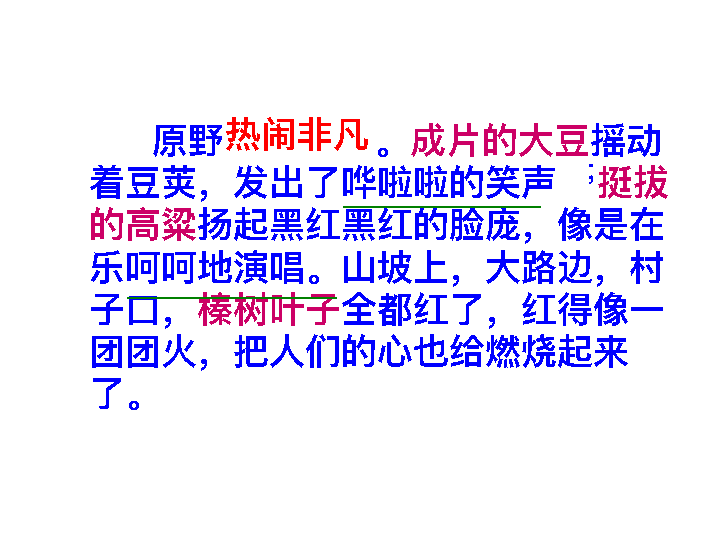 原野热闹非凡。成片的大豆摇动
着豆荚，发出了哗啦啦的笑声；挺拔
的高粱扬起黑红黑红的脸庞，像是在
乐呵呵地演唱。山坡上，大路边，村
子口，榛树叶子全都红了，红得像一
团团火，把人们的心也给燃烧起来
了。